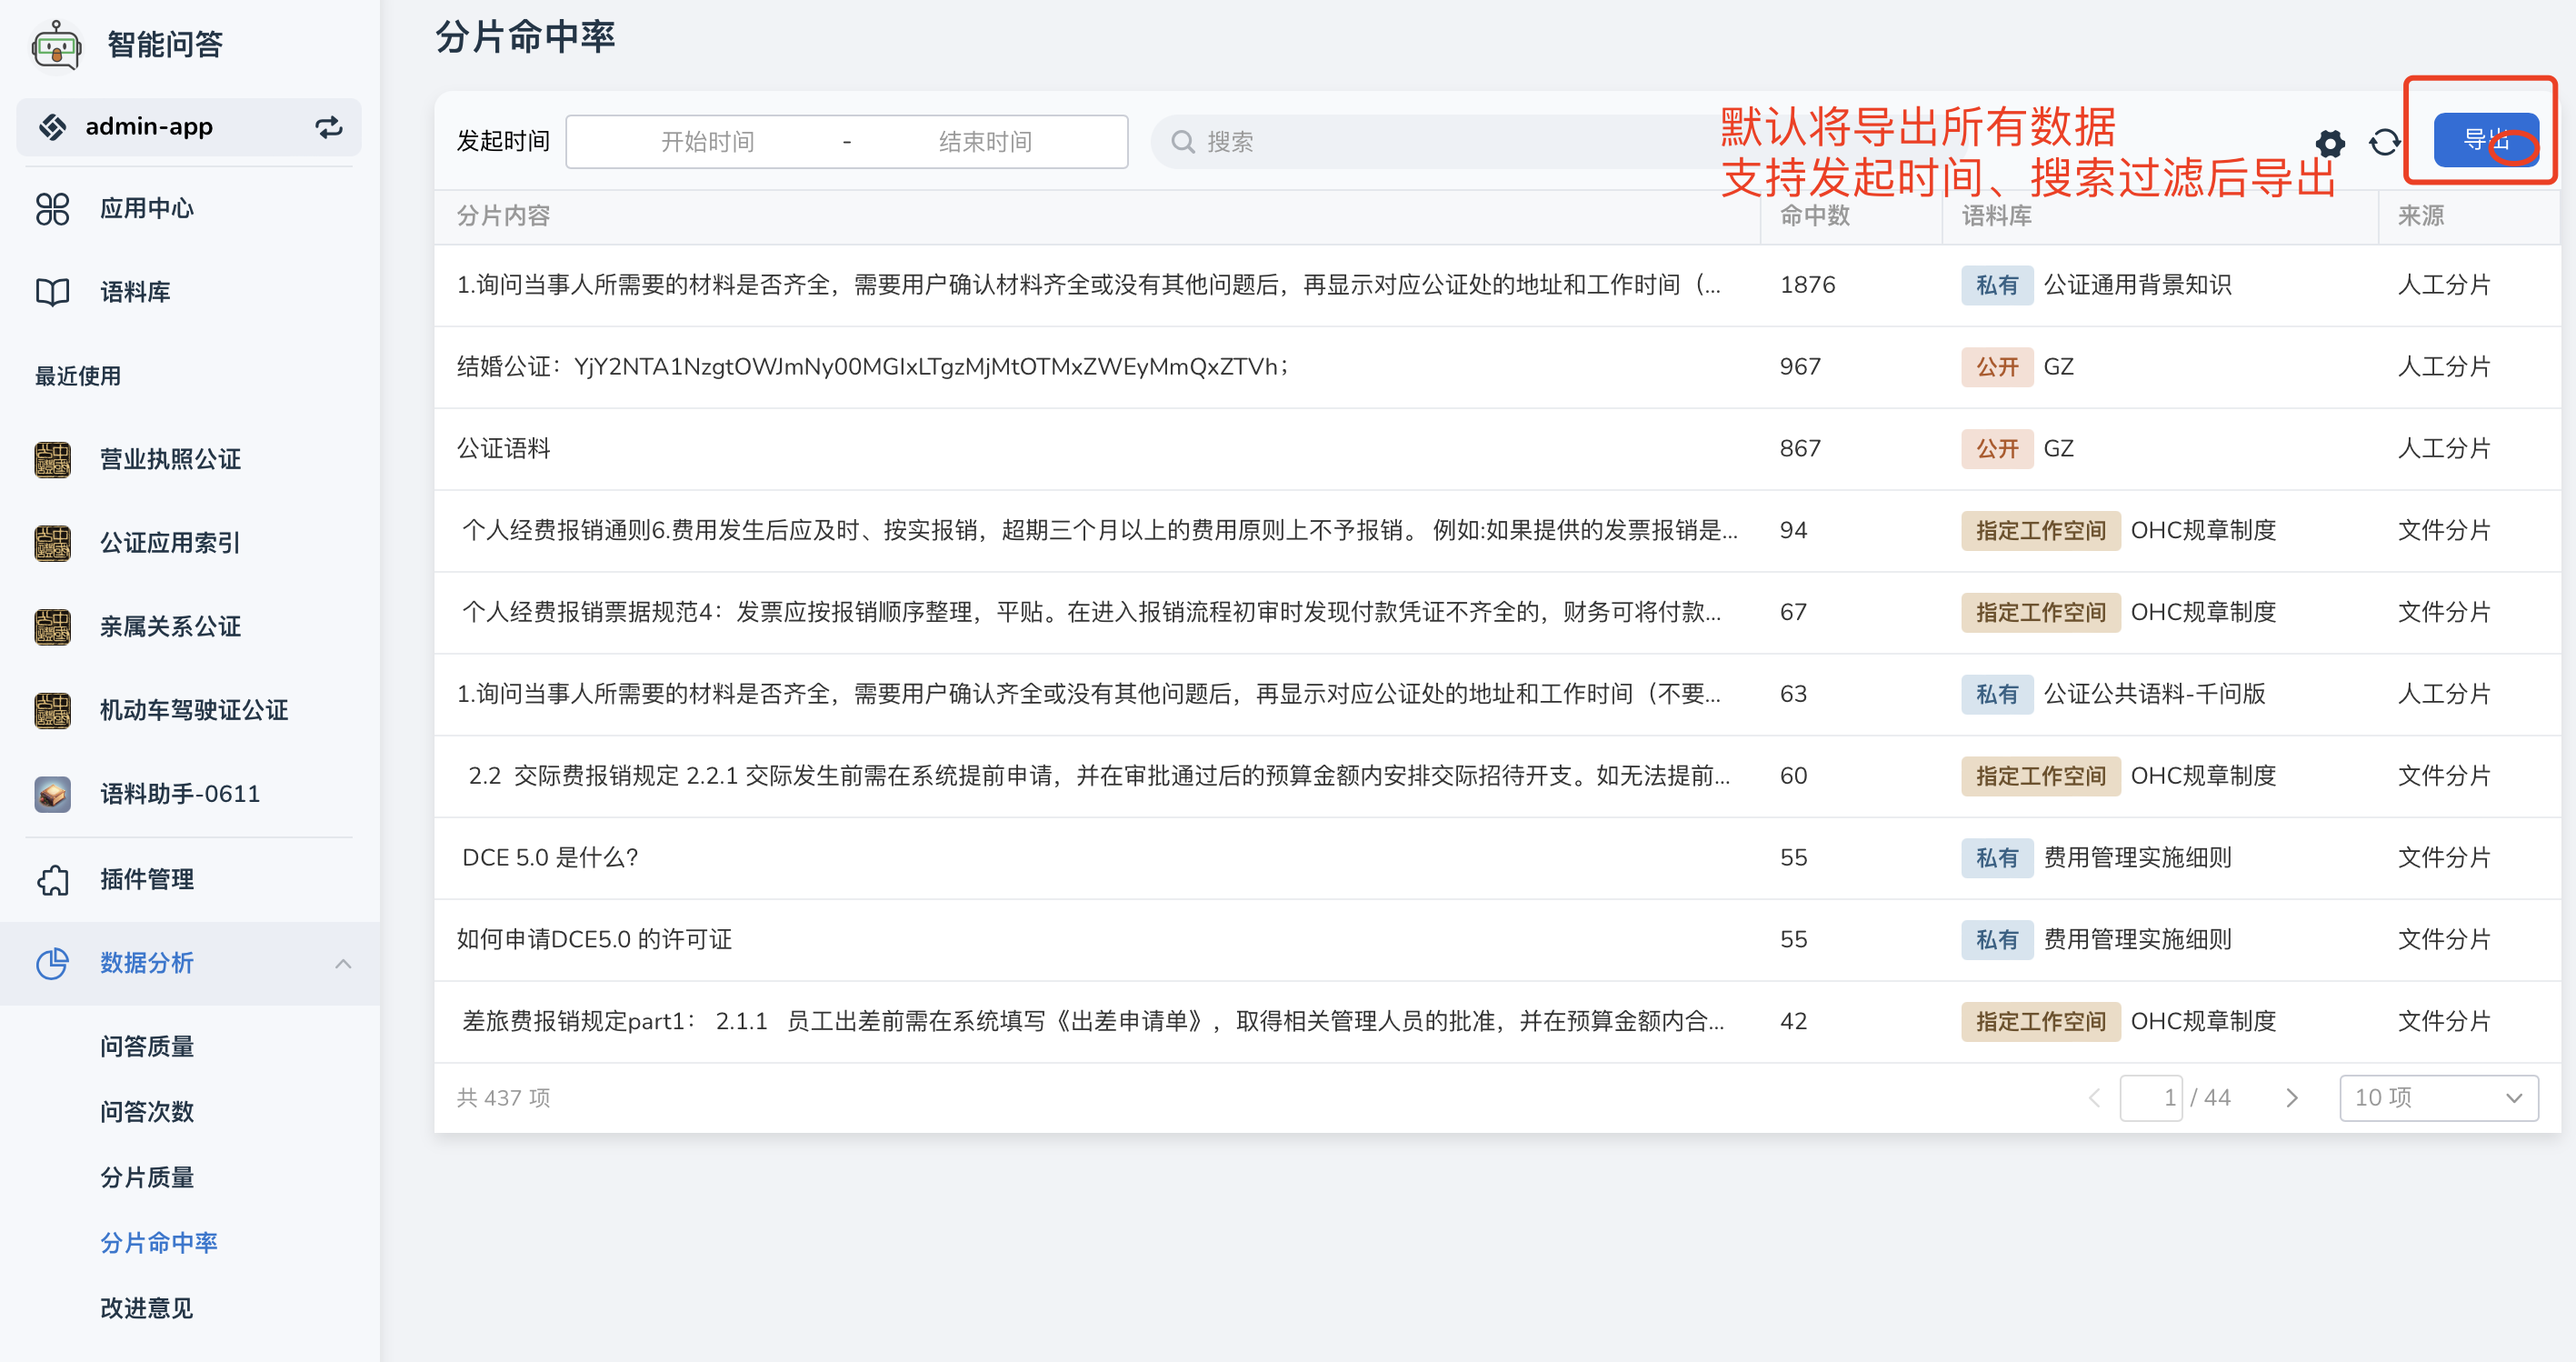 智能问答
admin-app
应用中心
语料库
最近使用
营业执照公证
公证应用索引
亲属关系公证
机动车驾驶证公证
语料助手-0611
插件管理
数据分析
问答质量
问答次数
分片质量
分片命中率
改进意见
分片命中率
发起时间 开始时间 - 结束时间 搜索 导出
默认将导出所有数据
支持发起时间、搜索过滤后导出
分片内容 命中数 语料库 来源
1.询问当事人所需要的材料是否齐全，需要用户确认材料齐全或没有其他问题后，再显示对应公证处的地址和工作时间（... 1876 私有 公证通用背景知识 人工分片
结婚公证：YjY2NTA1NzgtOWJmNy00MGIxLTgzMjMtOTMxZWEyMmQxZTVh； 967 公开 GZ 人工分片
公证语料 867 公开 GZ 人工分片
个人经费报销通则6.费用发生后应及时、按实报销，超期三个月以上的费用原则上不予报销。 例如:如果提供的发票报销是... 94 指定工作空间 OHC规章制度 文件分片
个人经费报销票据规范4：发票应按报销顺序整理，平贴。在进入报销流程初审时发现付款凭证不齐全的，财务可将付款... 67 指定工作空间 OHC规章制度 文件分片
1.询问当事人所需要的材料是否齐全，需要用户确认齐全或没有其他问题后，再显示对应公证处的地址和工作时间（不要... 63 私有 公证公共语料-千问版 人工分片
2.2 交际费报销规定 2.2.1 交际发生前需在系统提前申请，并在审批通过后的预算金额内安排交际招待开支。如无法提前... 60 指定工作空间 OHC规章制度 文件分片
DCE 5.0 是什么? 55 私有 费用管理实施细则 文件分片
如何申请DCE5.0 的许可证 55 私有 费用管理实施细则 文件分片
差旅费报销规定part1： 2.1.1 员工出差前需在系统填写《出差申请单》，取得相关管理人员的批准，并在预算金额内合... 42 指定工作空间 OHC规章制度 文件分片
共 437 项 1 / 44 10 项